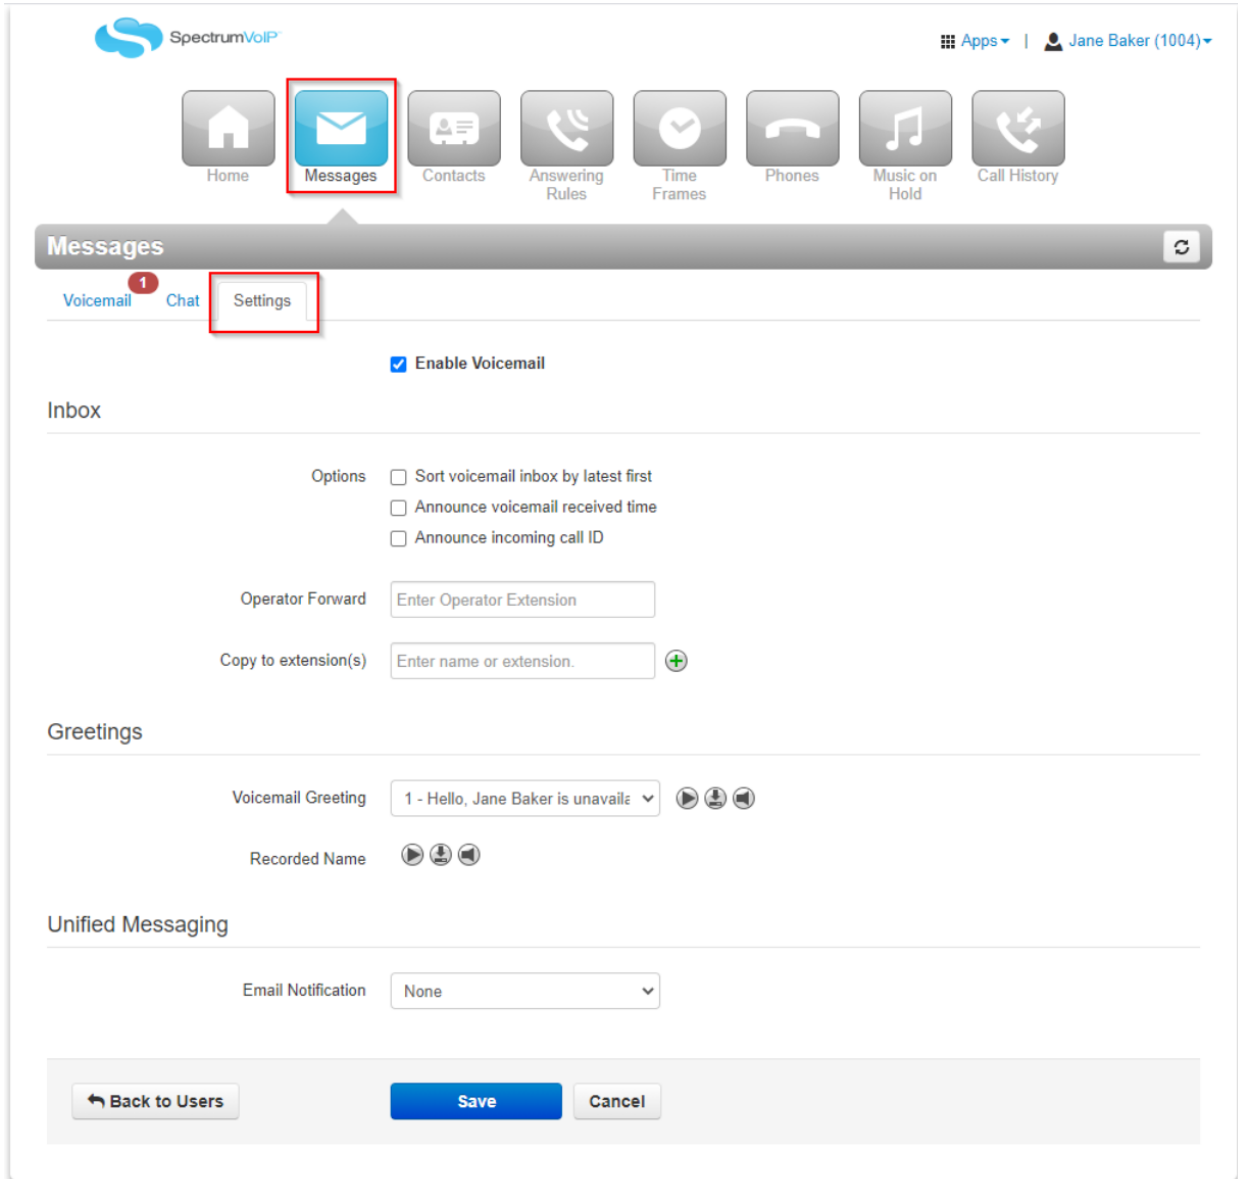 SpectrumVoIP
Apps | Jane Baker (1004)
Home Messages Contacts Answering Rules Time Frames Phones Music on Hold Call History
Messages
Voicemail 1 Chat Settings
Enable Voicemail
Inbox
Options Sort voicemail inbox by latest first
Announce voicemail received time
Announce incoming call ID
Operator Forward Enter Operator Extension
Copy to extension(s) Enter name or extension.
Greetings
Voicemail Greeting 1 - Hello, Jane Baker is unavaila
Recorded Name
Unified Messaging
Email Notification None
Back to Users Save Cancel